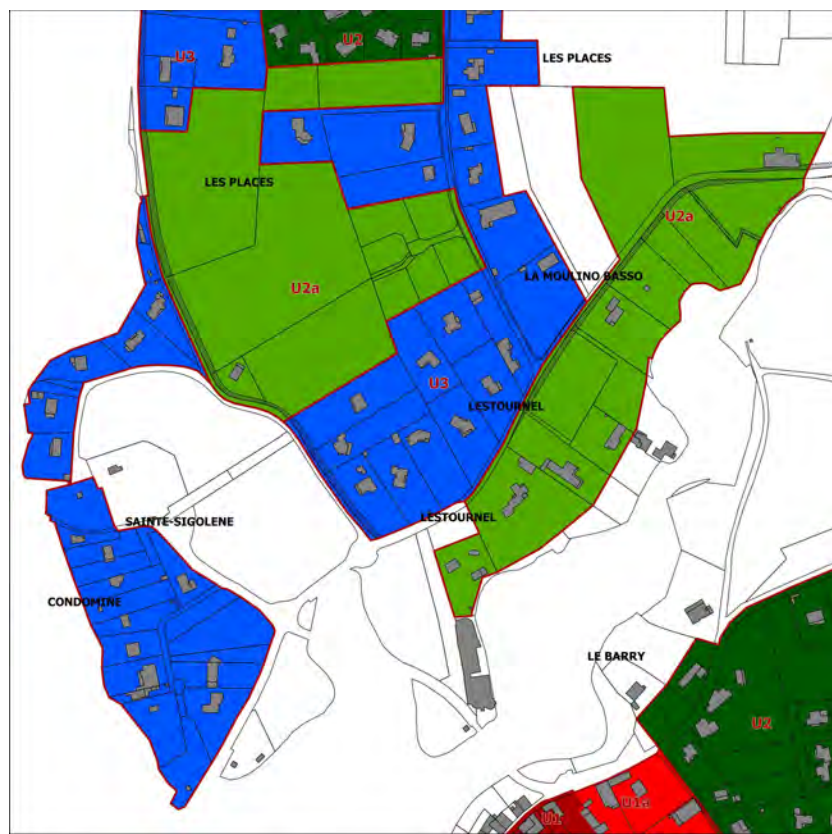 U2
U3
LES PLACES
LES PLACES
U2a
LA MOULINO BASSO
U2a
U3
LESTOURNEL
LESTOURNEL
SAINTE-SIGOLENE
CONDOMINE
LE BARRY
U2
U1a
U1